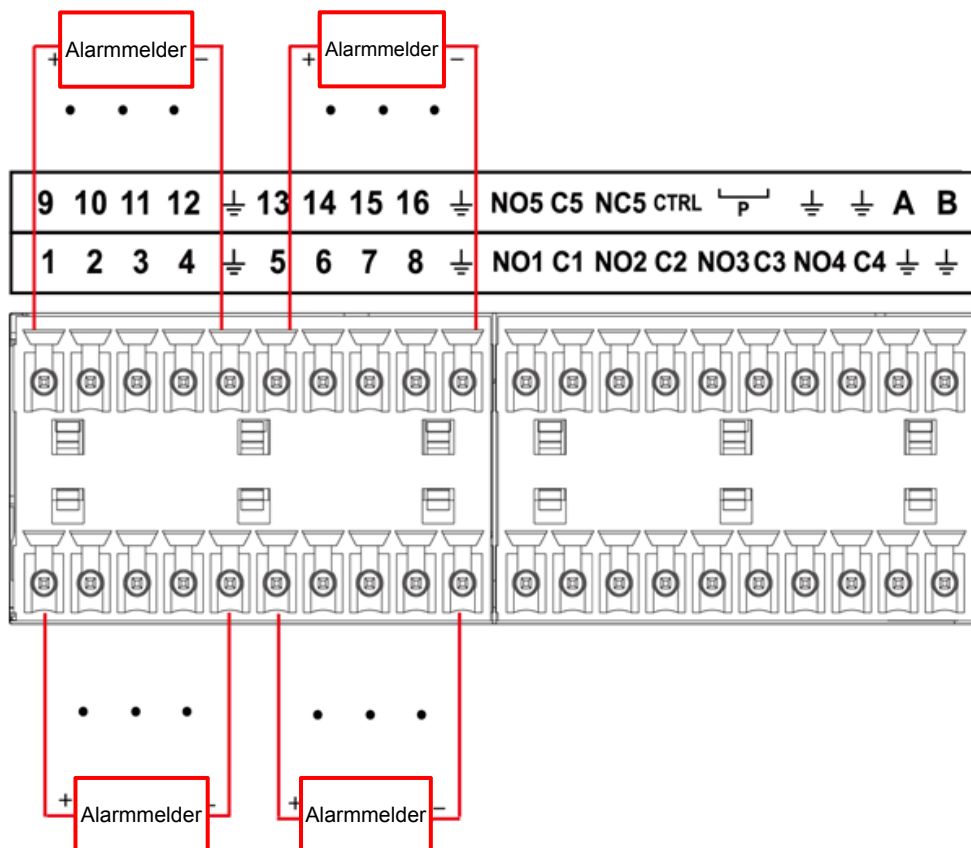 Alarmmelder Alarmmelder
+ – + –
9 10 11 12 ⏚ 13 14 15 16 ⏚ NO5 C5 NC5 CTRL P ⏚ ⏚ A B
1 2 3 4 ⏚ 5 6 7 8 ⏚ NO1 C1 NO2 C2 NO3 C3 NO4 C4 ⏚ ⏚
+ - + –
Alarmmelder Alarmmelder